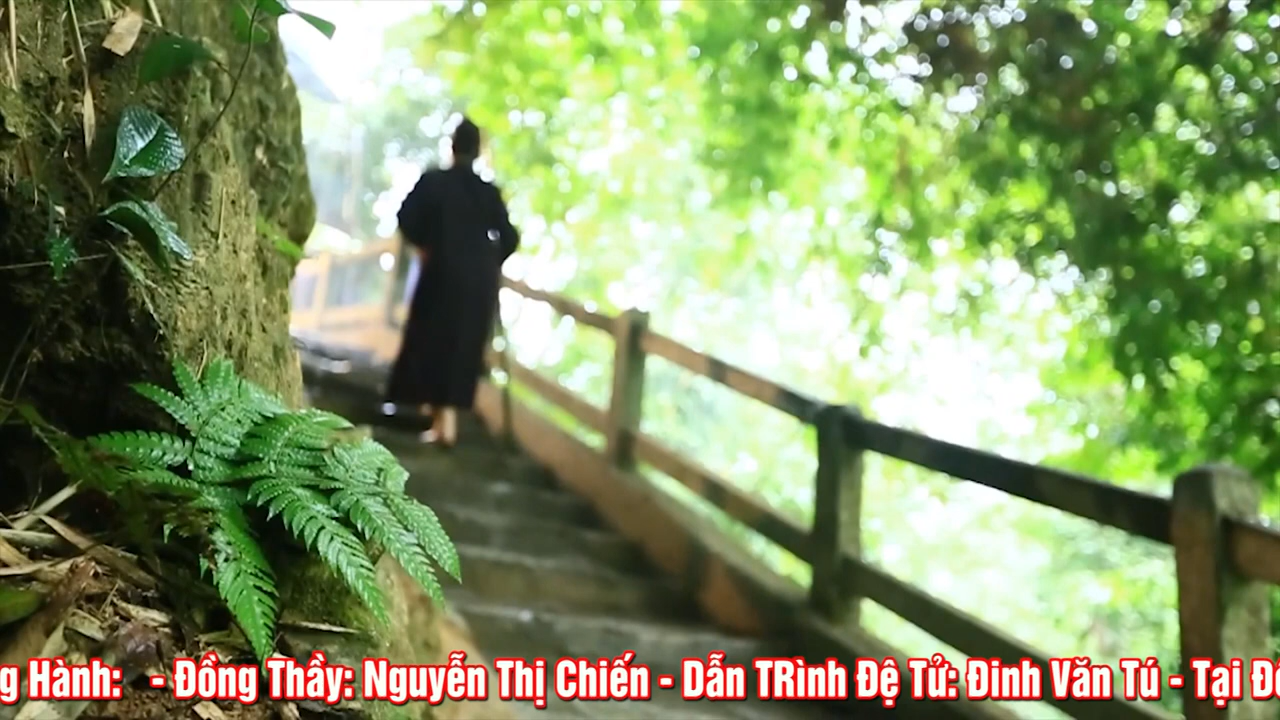 g Hành: - Đồng Thầy: Nguyễn Thị Chiến - Dẫn TRình Đệ Tử: Đinh Văn Tú - Tại